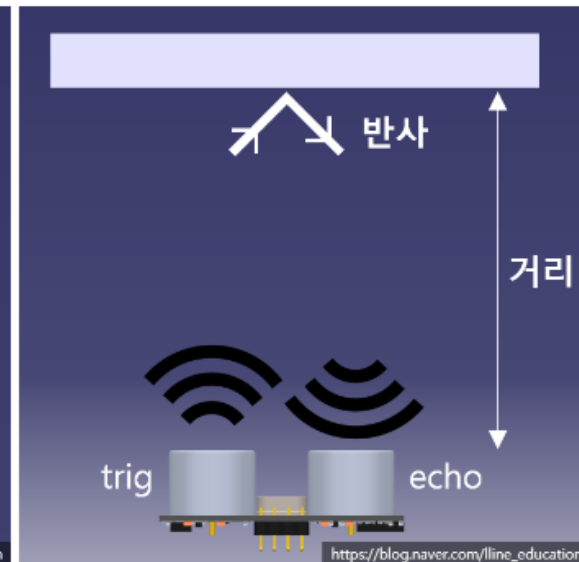 반사
거리
trig
echo
https://blog.naver.com/lline_education